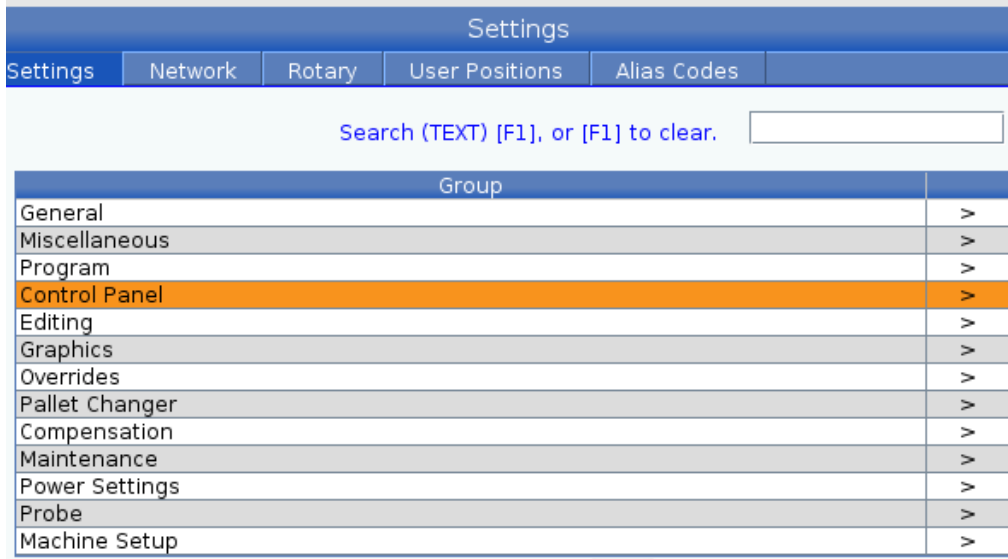 Settings
Settings Network Rotary User Positions Alias Codes
Search (TEXT) [F1], or [F1] to clear.
Group
General >
Miscellaneous >
Program >
Control Panel >
Editing >
Graphics >
Overrides >
Pallet Changer >
Compensation >
Maintenance >
Power Settings >
Probe >
Machine Setup >